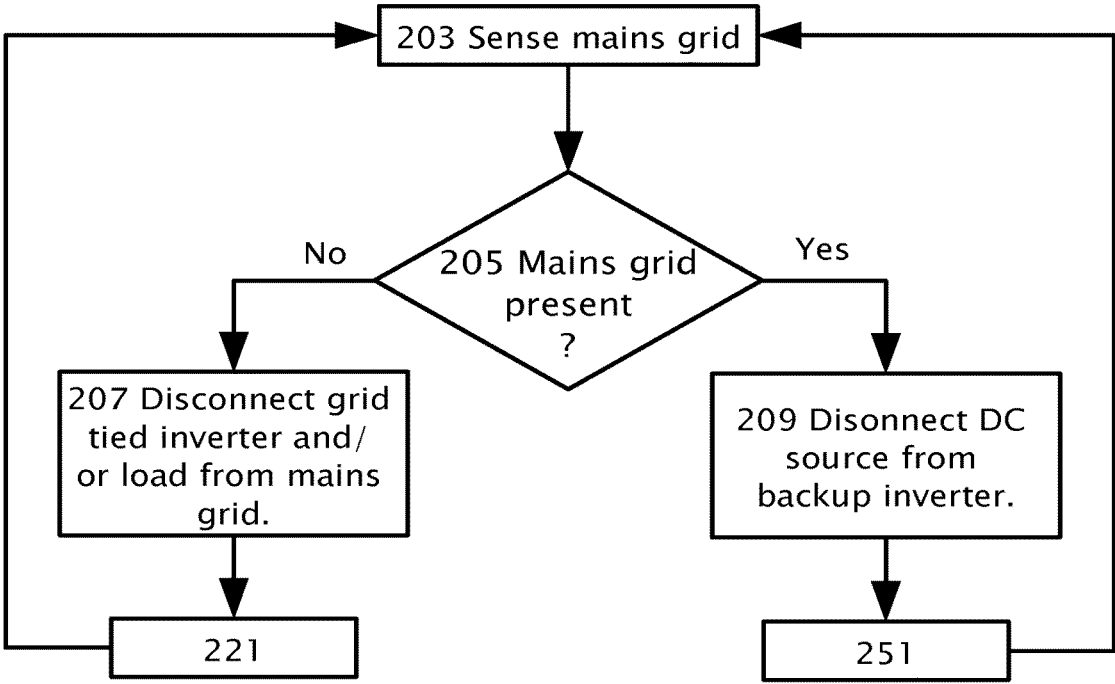 203 Sense mains grid
No
Yes
205 Mains grid
present
?
207 Disconnect grid
tied inverter and/
or load from mains
grid.
209 Disonnect DC
source from
backup inverter.
221
251